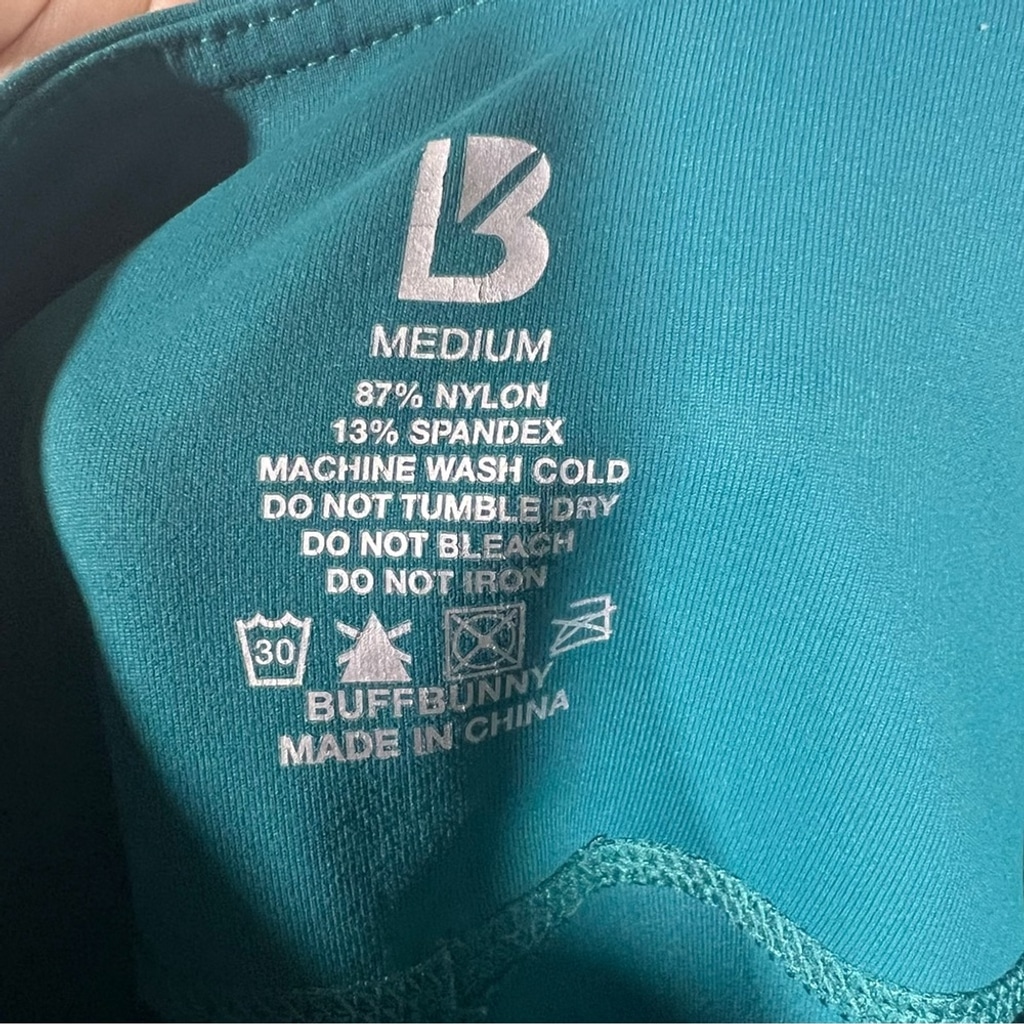 B
MEDIUM
87% NYLON
13% SPANDEX
MACHINE WASH COLD
DO NOT TUMBLE DRY
DO NOT BLEACH
DO NOT IRON
30
BUFFBUNNY
MADE IN CHINA